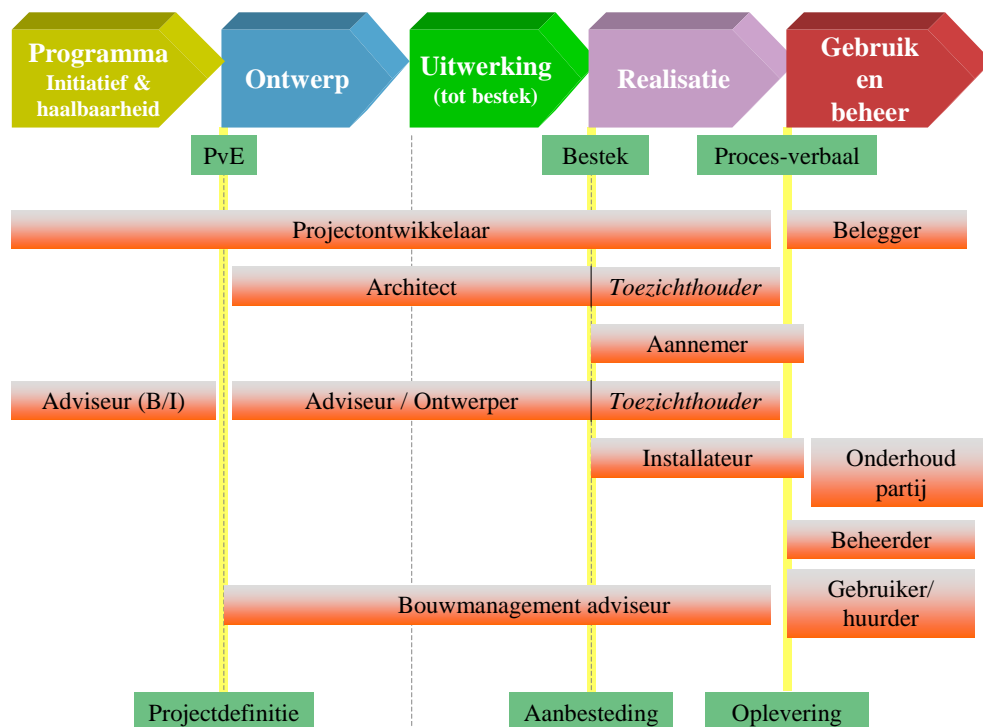 Programma
Initiatief &
haalbaarheid
Ontwerp
Uitwerking
(tot bestek)
Realisatie
Gebruik
en
beheer
PvE
Bestek
Proces-verbaal
Projectontwikkelaar
Belegger
Architect
Toezichthouder
Aannemer
Adviseur (B/I)
Adviseur / Ontwerper
Toezichthouder
Installateur
Onderhoud
partij
Beheerder
Bouwmanagement adviseur
Gebruiker/
huurder
Projectdefinitie
Aanbesteding
Oplevering